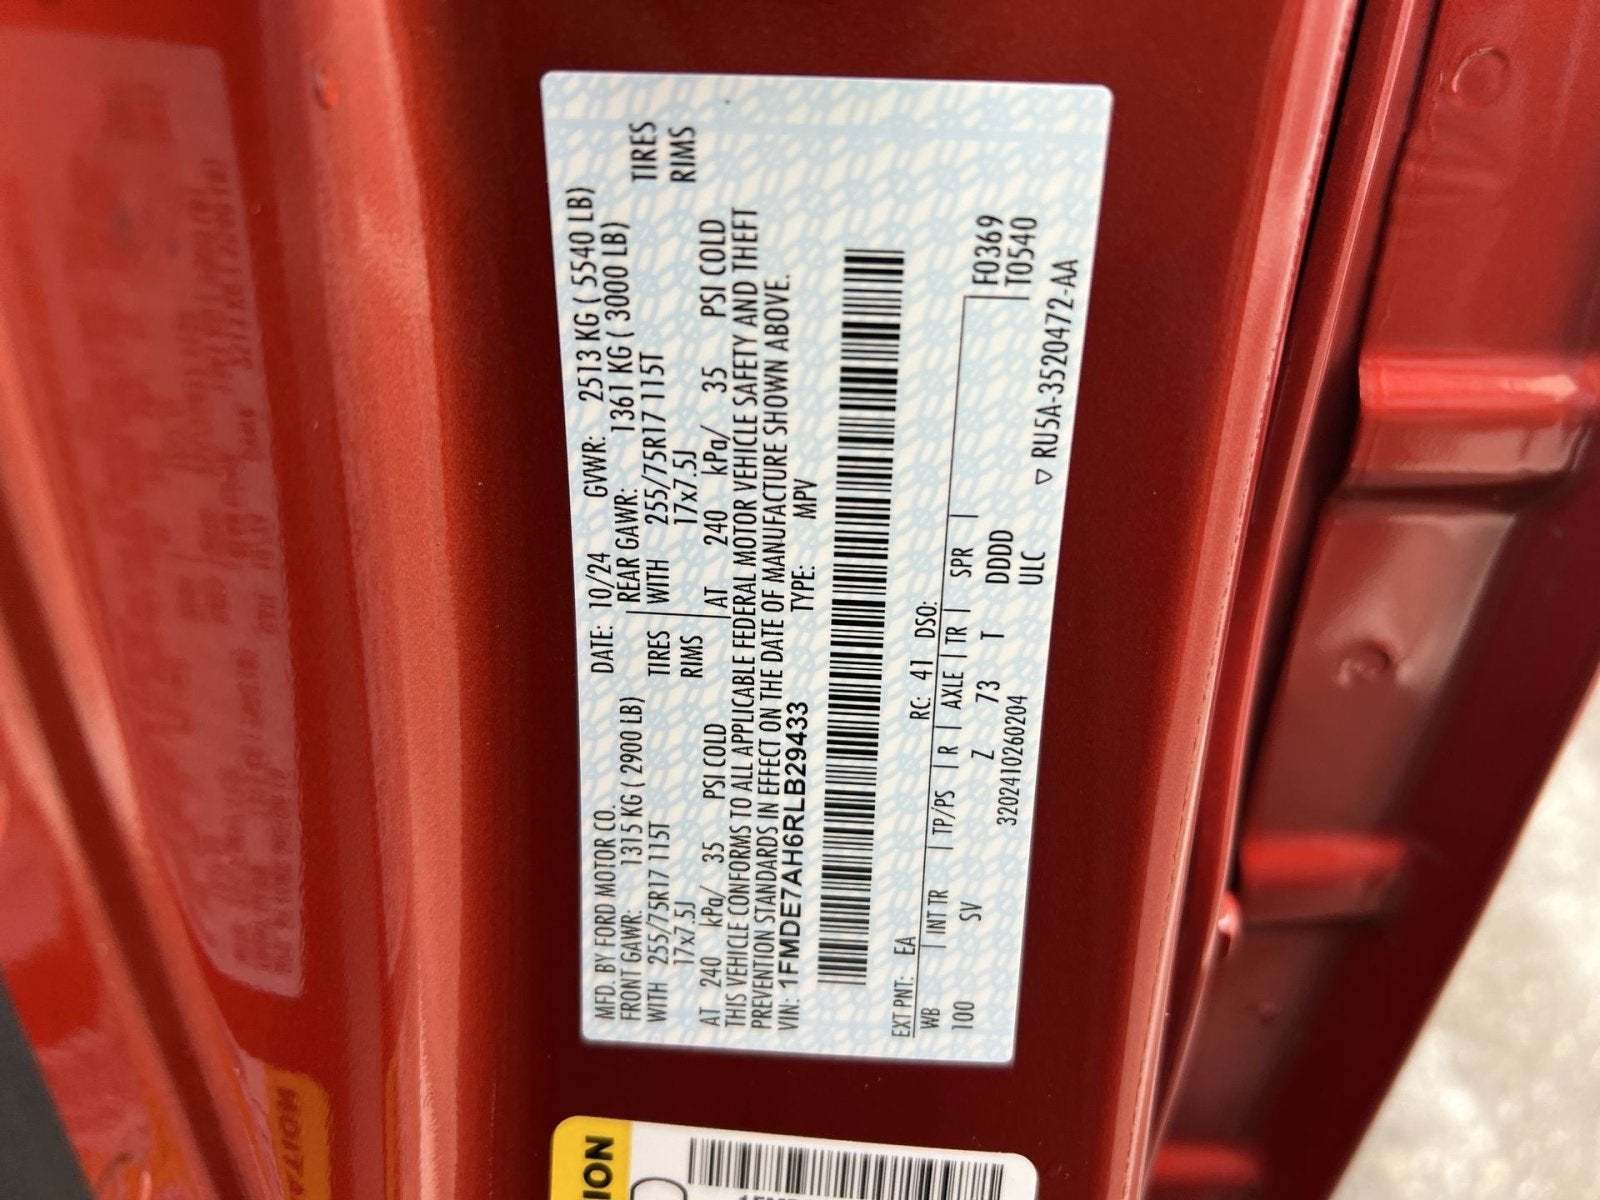 MFD. BY FORD MOTOR CO. DATE: 10/24 GVWR: 2513 KG ( 5540 LB)
FRONT GAWR: 1315 KG ( 2900 LB) REAR GAWR: 1361 KG ( 3000 LB)
WITH 255/75R17 115T TIRES WITH 255/75R17 115T TIRES
17x7.5J RIMS 17x7.5J RIMS
AT 240 kPa/ 35 PSI COLD AT 240 kPa/ 35 PSI COLD
THIS VEHICLE CONFORMS TO ALL APPLICABLE FEDERAL MOTOR VEHICLE SAFETY AND THEFT
PREVENTION STANDARDS IN EFFECT ON THE DATE OF MANUFACTURE SHOWN ABOVE.
VIN: 1FMDE7AH6RLB29433 TYPE: MPV
EXT PNT: EA RC: 41 DSO:
WB INT TR TP/PS R AXLE TR SPR F0369
100 SV Z 73 T DDDD T0540
3202410260204 ULC
▽ RU5A-3520472-AA
ION